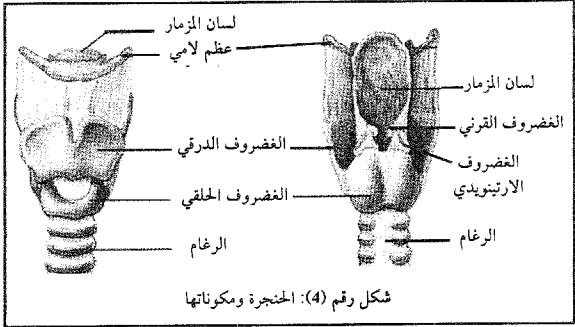 لسان المزمار
عظم لامي
لسان المزمار
الغضروف القرني
الغضروف الدرقي
الغضروف
الارتينويدي
الغضروف الحلقي
الرغام
الرغام
شكل رقم (4): الحنجرة ومكوناتها